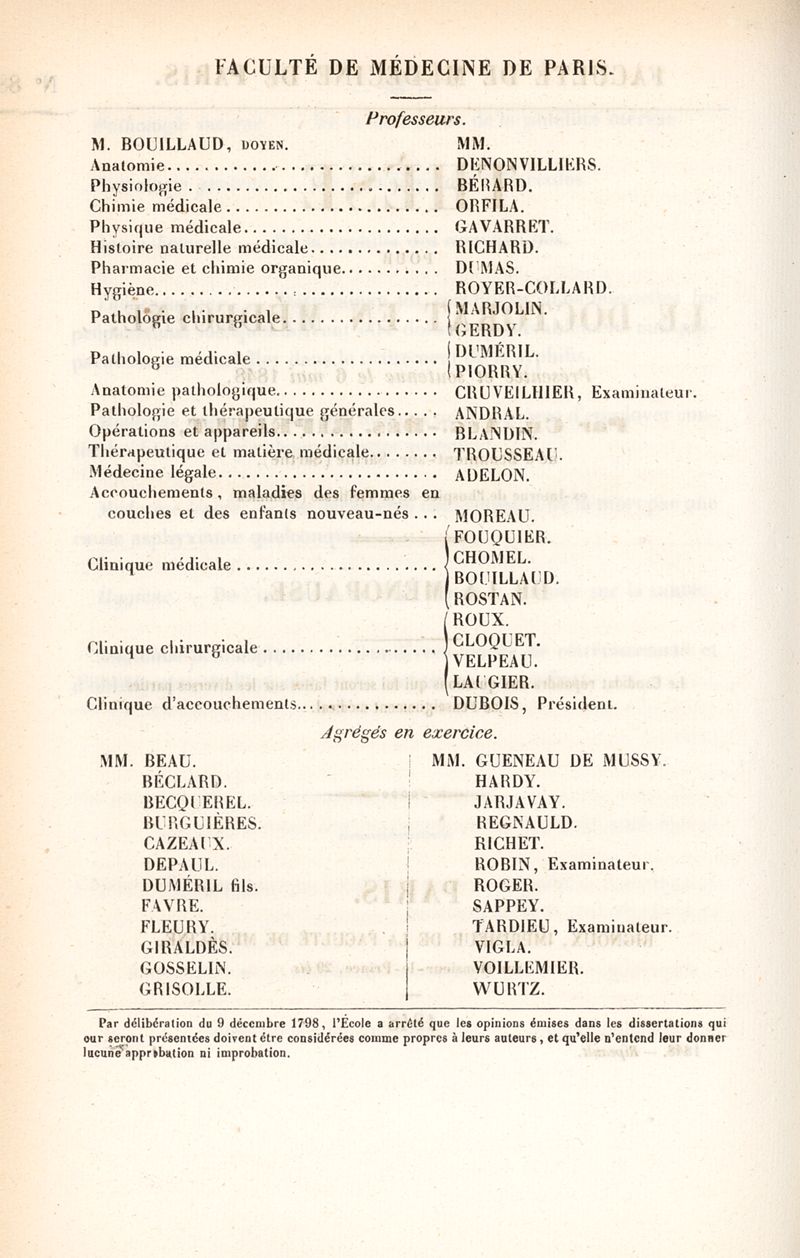 FACULTÉ DE MÉDECINE DE PARIS.
Professeurs.
M. BOUILLAUD, DOYEN. MM.
Anatomie.............................. DENONVILLIERS.
Physiologie .......................... BÉRARD.
Chimie médicale....................... ORFILA.
Physique médicale..................... GAVARRET.
Histoire naturelle médicale.............. RICHARD.
Pharmacie et chimie organique........... DUMAS.
Hygiène............................... ROYER-COLLARD.
Pathologie chirurgicale................. { MARJOLIN.
GERDY.
Pathologie médicale .................... { DUMÉRIL.
PIORRY.
Anatomie pathologique.................. CRUVEILHIER, Examinateur.
Pathologie et thérapeutique générales..... ANDRAL.
Opérations et appareils.................. BLANDIN.
Thérapeutique et matière médicale........ TROUSSEAU.
Médecine légale........................ ADELON.
Accouchements, maladies des femmes en
couches et des enfants nouveau-nés ... MOREAU.
{ FOUQUIER.
Clinique médicale ...................... CHOMEL.
BOUILLAUD.
ROSTAN.
{ ROUX.
Clinique chirurgicale ................... CLOQUET.
VELPEAU.
LAUGIER.
Clinique d'accouchements............... DUBOIS, Président.
Agrégés en exercice.
MM. BEAU. MM. GUENEAU DE MUSSY.
BÉCLARD. HARDY.
BECQUEREL. JARJAVAY.
BURGUIÈRES. REGNAULD.
CAZEAUX. RICHET.
DEPAUL. ROBIN, Examinateur.
DUMÉRIL fils. ROGER.
FAVRE. SAPPEY.
FLEURY. TARDIEU, Examinateur.
GIRALDÈS. VIGLA.
GOSSELIN. VOILLEMIER.
GRISOLLE. WURTZ.
Par délibération du 9 décembre 1798, l'École a arrêté que les opinions émises dans les dissertations qui
our seront présentées doivent être considérées comme propres à leurs auteurs, et qu'elle n'entend leur donner
lucune approbation ni improbation.